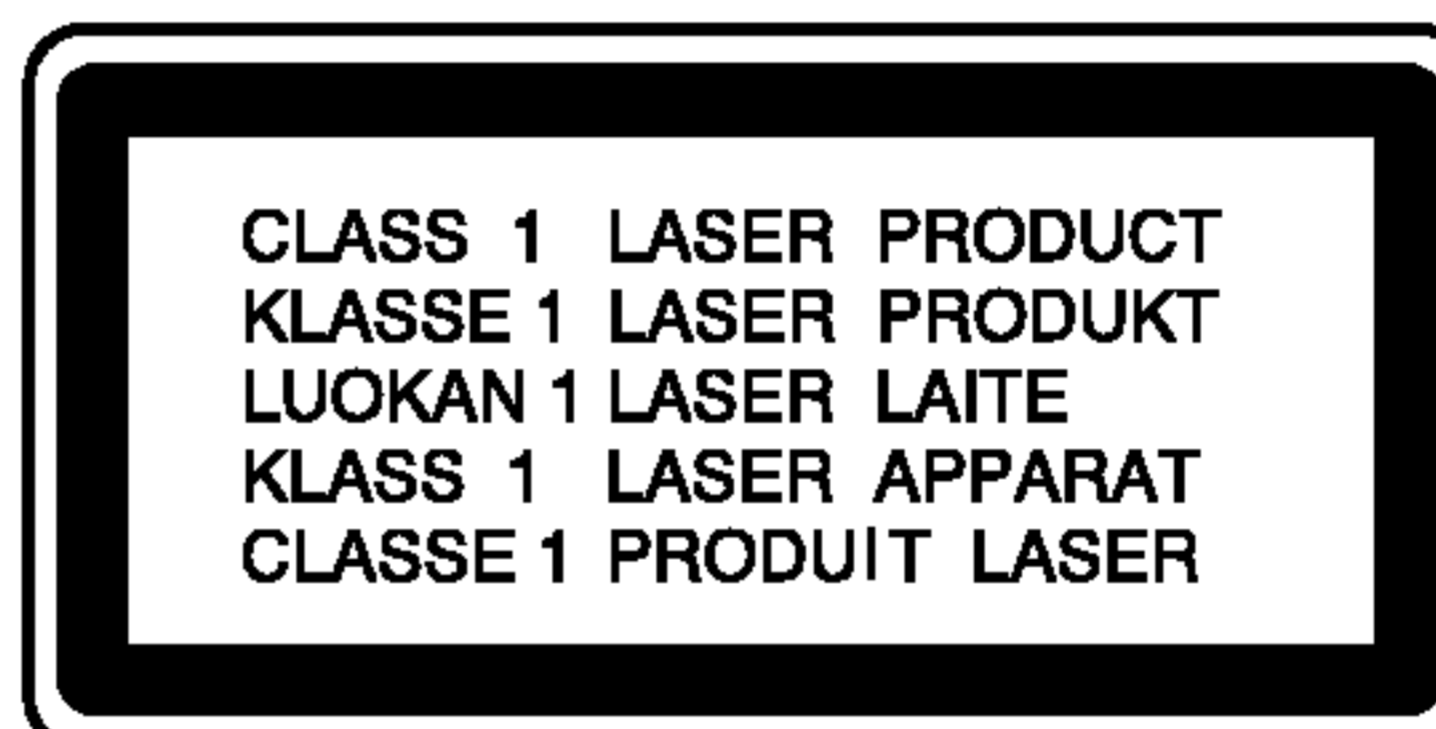 CLASS 1 LASER PRODUCT
KLASSE 1 LASER PRODUKT
LUOKAN 1 LASER LAITE
KLASS 1 LASER APPARAT
CLASSE 1 PRODUIT LASER